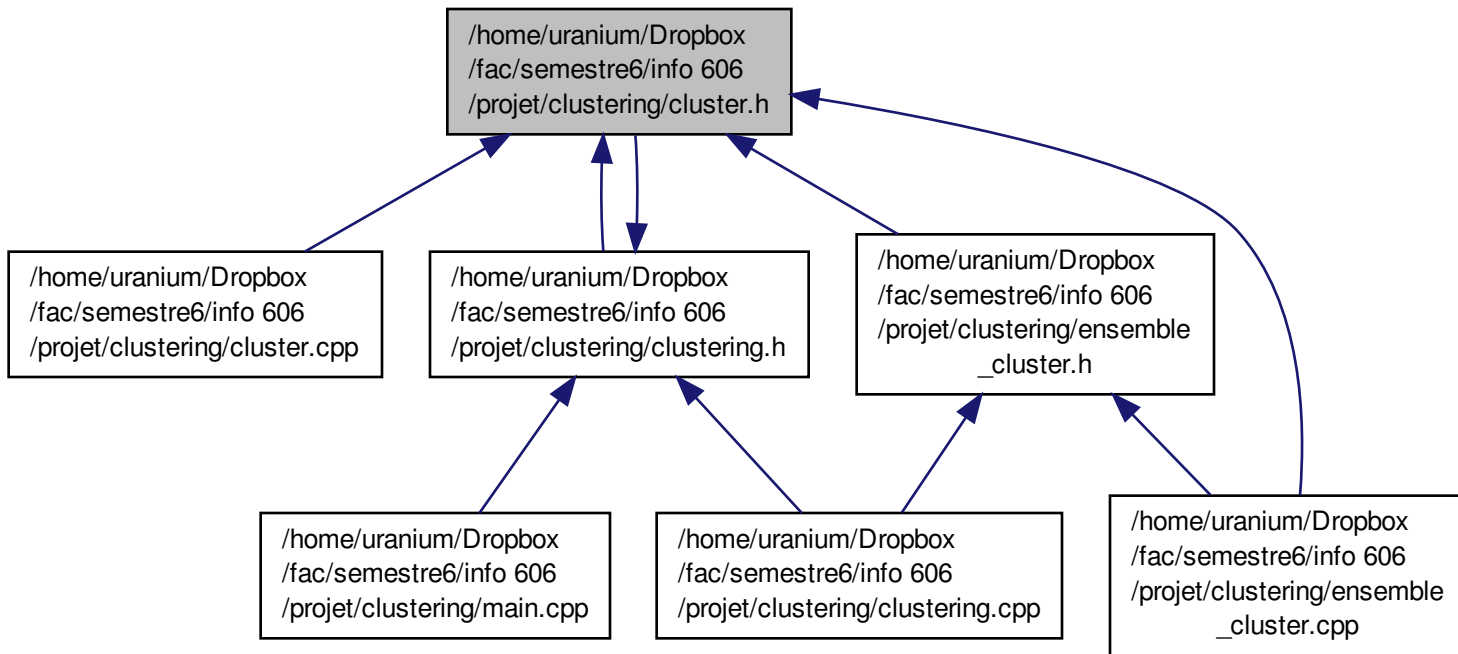 /home/uranium/Dropbox
/fac/semestre6/info 606
/projet/clustering/cluster.h
/home/uranium/Dropbox
/fac/semestre6/info 606
/projet/clustering/cluster.cpp
/home/uranium/Dropbox
/fac/semestre6/info 606
/projet/clustering/clustering.h
/home/uranium/Dropbox
/fac/semestre6/info 606
/projet/clustering/ensemble
_cluster.h
/home/uranium/Dropbox
/fac/semestre6/info 606
/projet/clustering/main.cpp
/home/uranium/Dropbox
/fac/semestre6/info 606
/projet/clustering/clustering.cpp
/home/uranium/Dropbox
/fac/semestre6/info 606
/projet/clustering/ensemble
_cluster.cpp